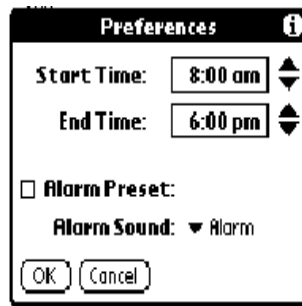 Preferences i
Start Time: 8:00 am
End Time: 6:00 pm
Alarm Preset:
Alarm Sound: Alarm
OK Cancel